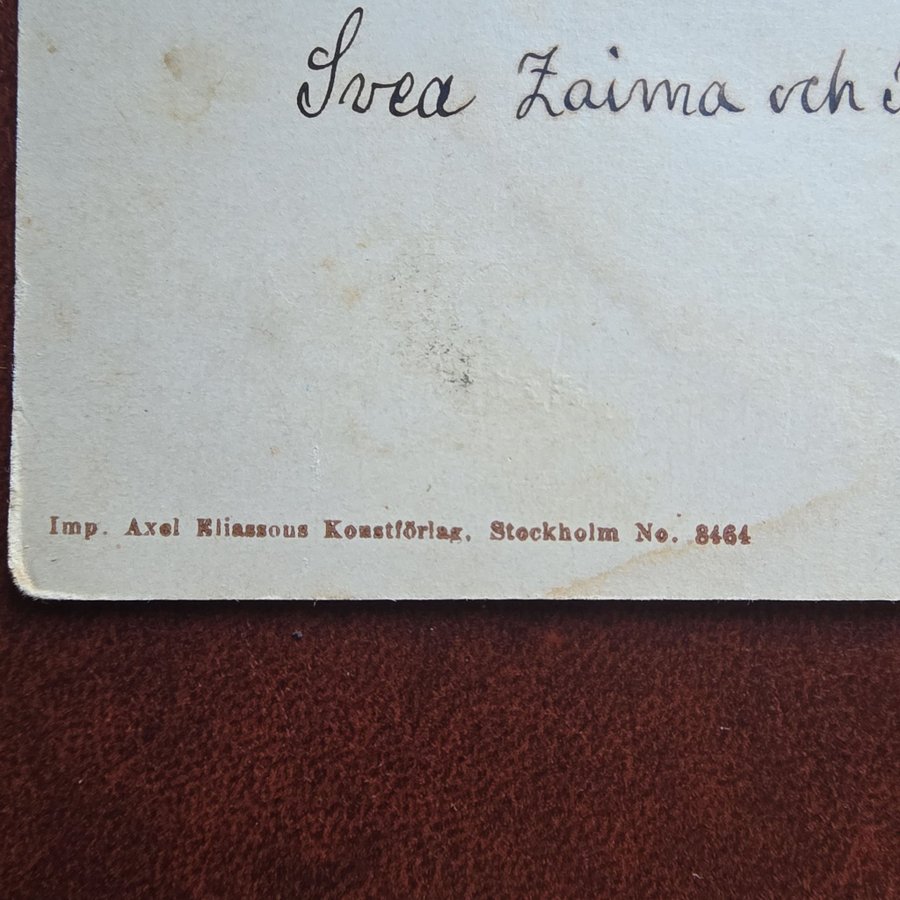 Svea Zaima och
Imp. Axel Eliassons Konstförlag, Stockholm No. 8464